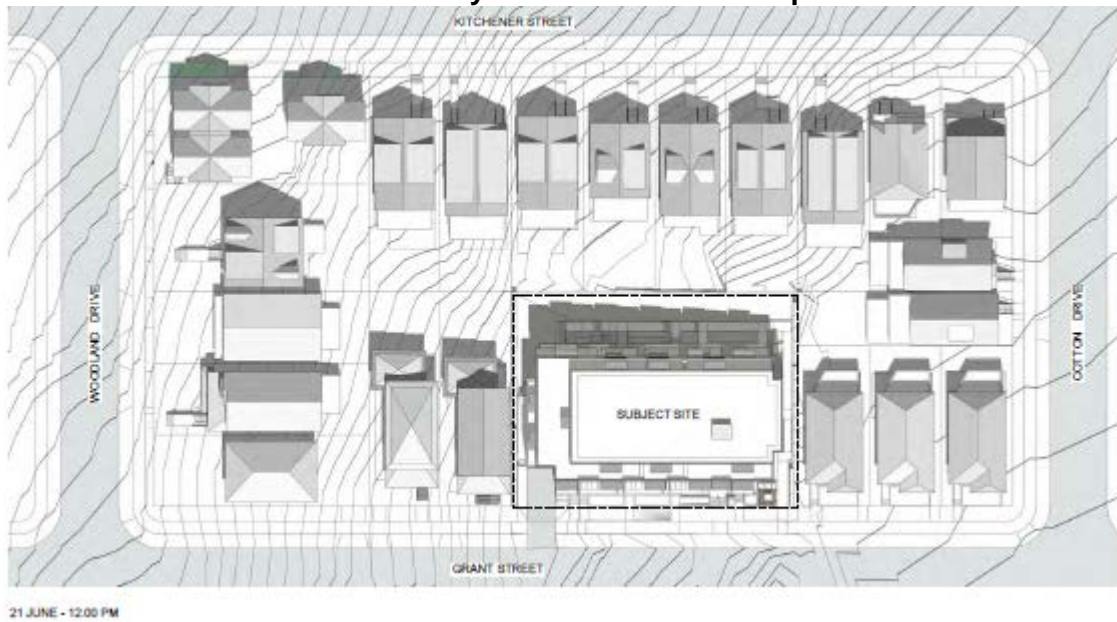 KITCHENER STREET
WOODLAND DRIVE
COTTON DRIVE
SUBJECT SITE
GRANT STREET
21 JUNE - 12.00 PM